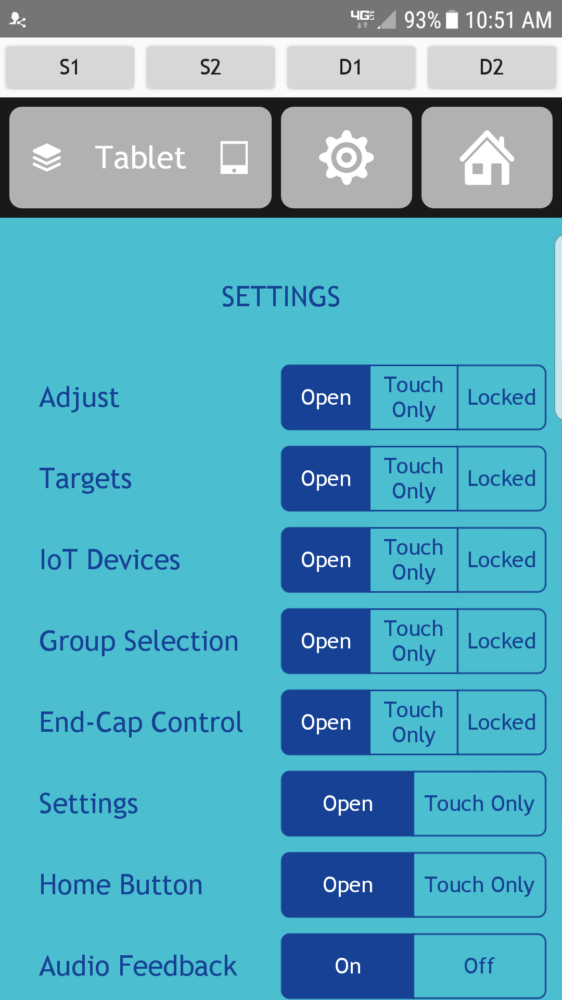 4G LTE 93% 10:51 AM
S1 S2 D1 D2
Tablet
SETTINGS
Adjust Open Touch Only Locked
Targets Open Touch Only Locked
IoT Devices Open Touch Only Locked
Group Selection Open Touch Only Locked
End-Cap Control Open Touch Only Locked
Settings Open Touch Only
Home Button Open Touch Only
Audio Feedback On Off